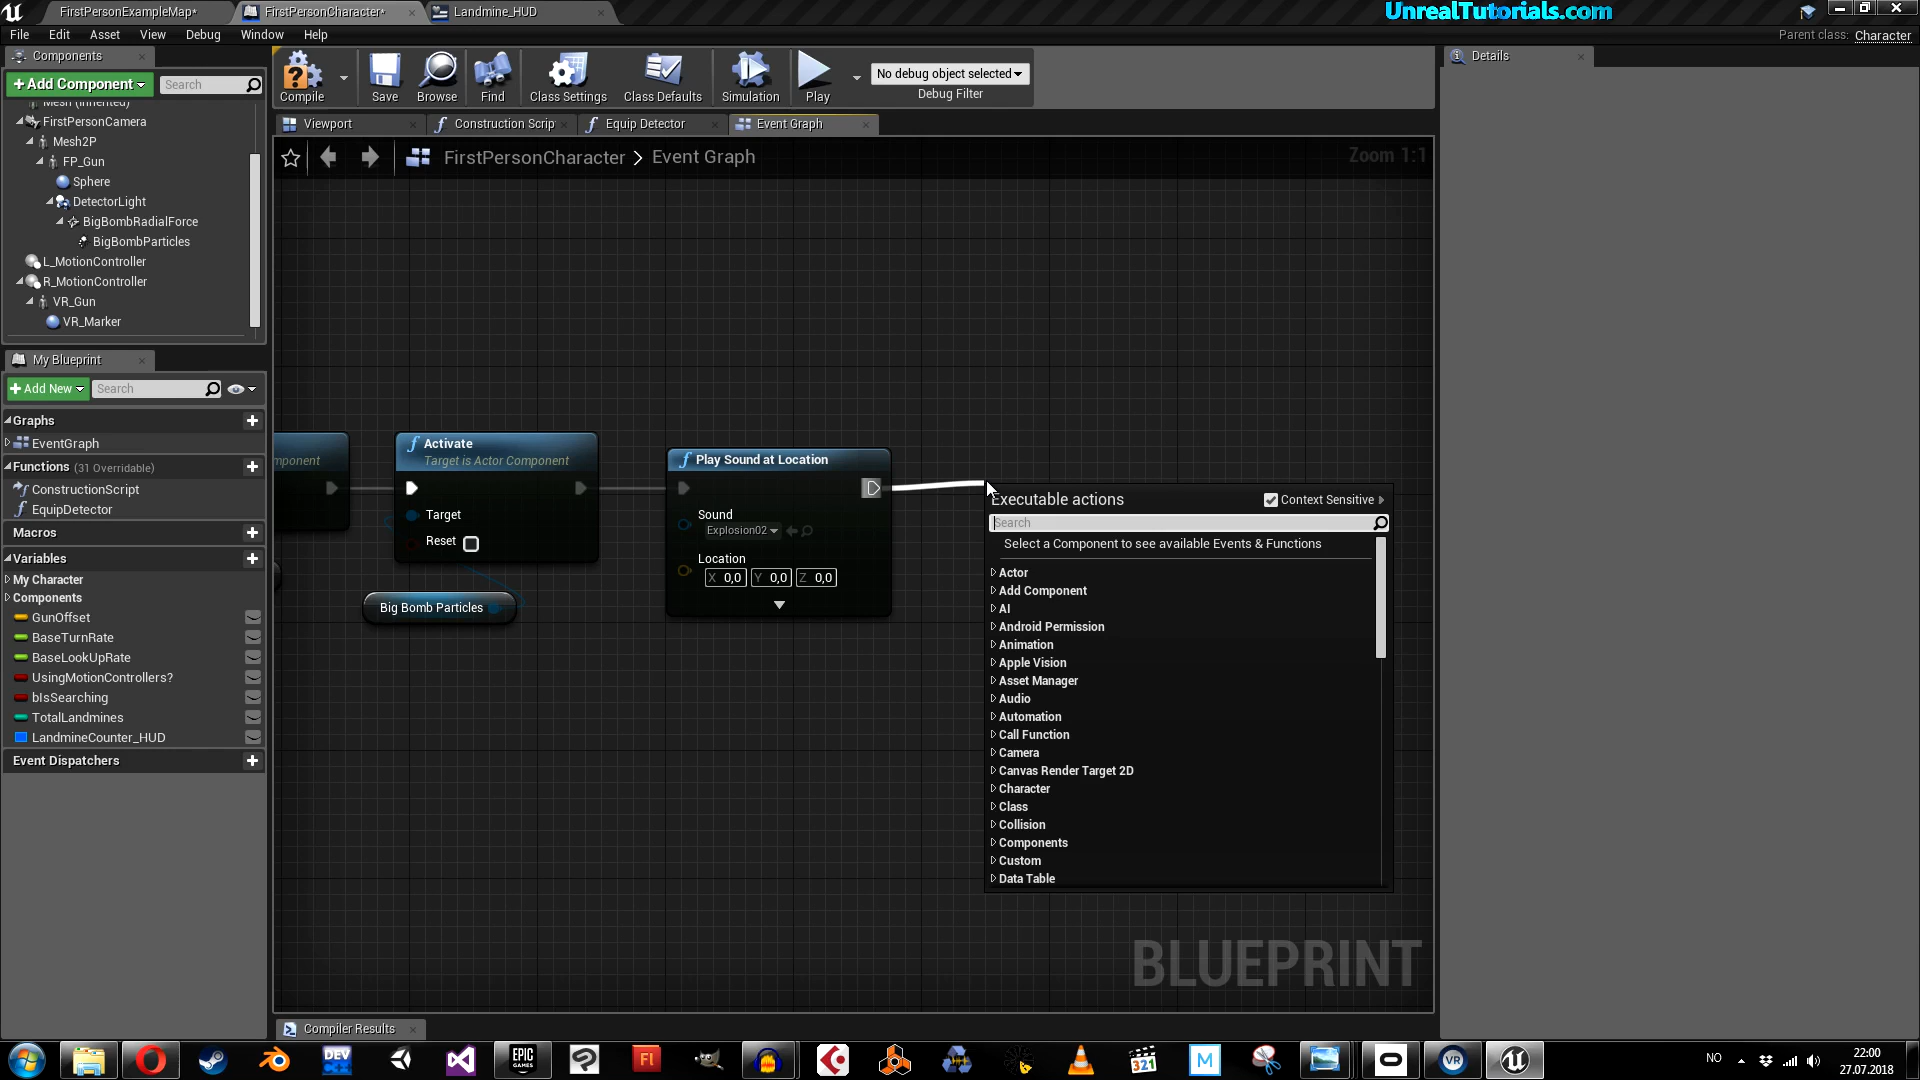 FirstPersonExampleMap*
FirstPersonCharacter*
Landmine_HUD
UnrealTutorials.com
File Edit Asset View Debug Window Help
Parent class: Character
Components
+Add Component
Search
Mesh (Inherited)
FirstPersonCamera
Mesh2P
FP_Gun
Sphere
DetectorLight
BigBombRadialForce
BigBombParticles
L_MotionController
R_MotionController
VR_Gun
VR_Marker
My Blueprint
+Add New
Search
Graphs
EventGraph
Functions (31 Overridable)
ConstructionScript
EquipDetector
Macros
Variables
My Character
Components
GunOffset
BaseTurnRate
BaseLookUpRate
UsingMotionControllers?
bIsSearching
TotalLandmines
LandmineCounter_HUD
Event Dispatchers
Compile
Save
Browse
Find
Class Settings
Class Defaults
Simulation
Play
No debug object selected
Debug Filter
Viewport
Construction Scrip
Equip Detector
Event Graph
FirstPersonCharacter > Event Graph
Zoom 1:1
mponent
Activate
Target is Actor Component
Target
Reset
Big Bomb Particles
Play Sound at Location
Sound
Explosion02
Location
X 0,0 Y 0,0 Z 0,0
Executable actions
Context Sensitive
Search
Select a Component to see available Events & Functions
Actor
Add Component
AI
Android Permission
Animation
Apple Vision
Asset Manager
Audio
Automation
Call Function
Camera
Canvas Render Target 2D
Character
Class
Collision
Components
Custom
Data Table
BLUEPRINT
Compiler Results
Details
DEV
EPIC
GAMES
Fl
321
M
VR
NO
22:00
27.07.2018